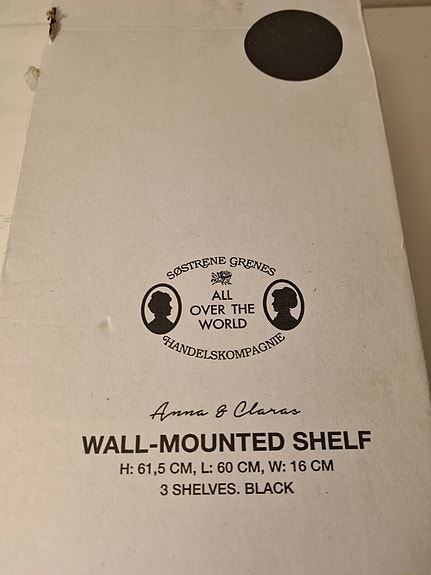 SØSTRENE GRENES
ALL
OVER THE
WORLD
HANDELSKOMPAGNIE
Anna & Claras
WALL-MOUNTED SHELF
H: 61,5 CM, L: 60 CM, W: 16 CM
3 SHELVES. BLACK